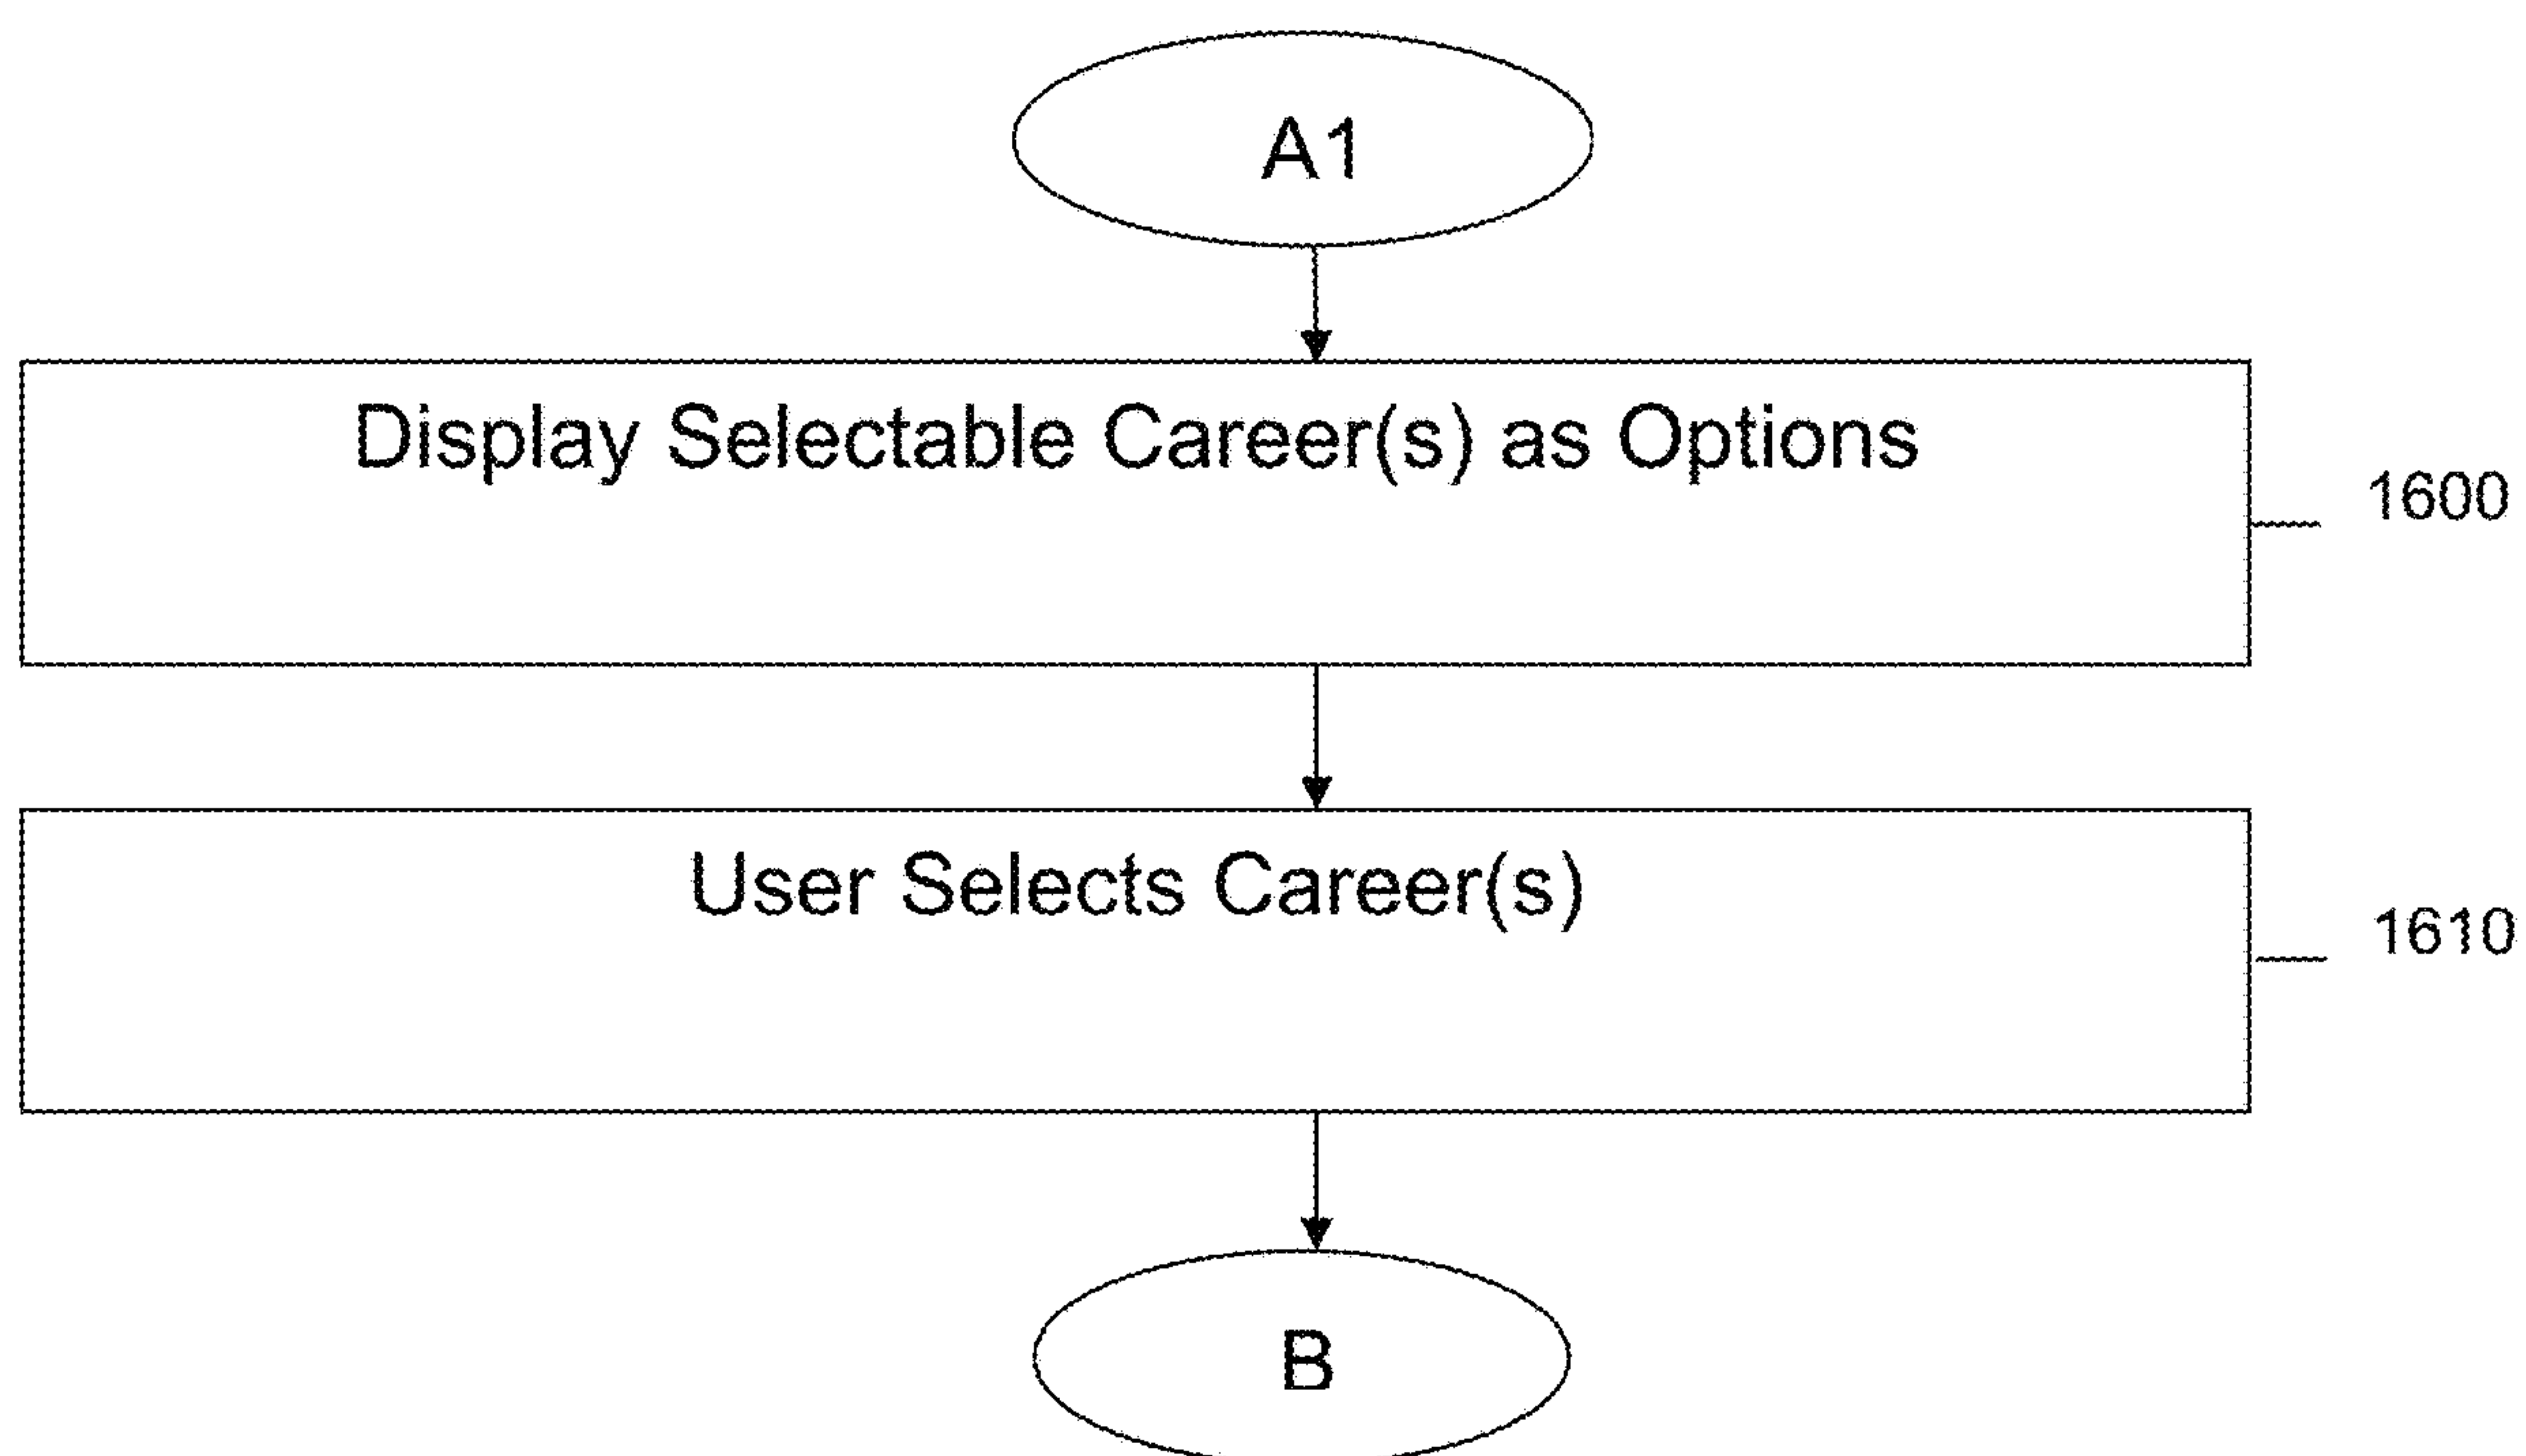 A1
Display Selectable Career(s) as Options
1600
User Selects Career(s)
1610
B